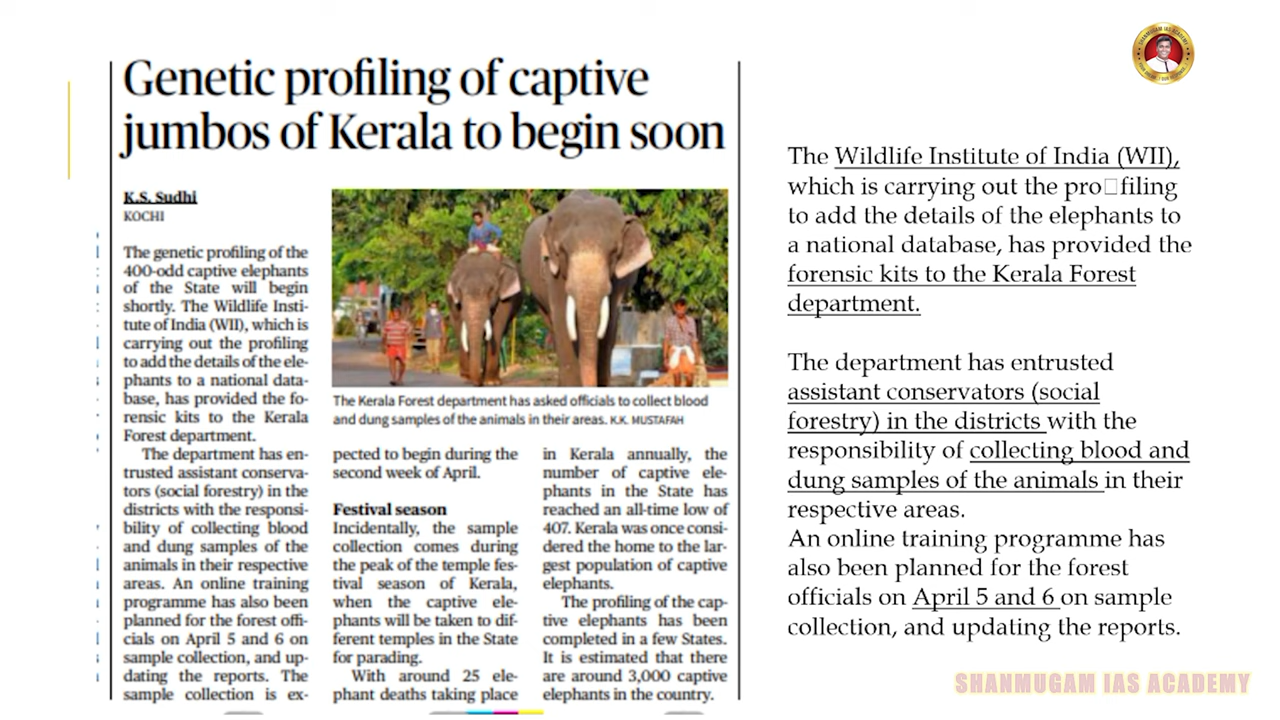 Genetic profiling of captive
jumbos of Kerala to begin soon
K.S. Sudhi
KOCHI
The genetic profiling of the
400-odd captive elephants
of the State will begin
shortly. The Wildlife Insti-
tute of India (WII), which is
carrying out the profiling
to add the details of the ele-
phants to a national data-
base, has provided the fo-
rensic kits to the Kerala
Forest department.
The department has en-
trusted assistant conserva-
tors (social forestry) in the
districts with the responsi-
bility of collecting blood
and dung samples of the
animals in their respective
areas. An online training
programme has also been
planned for the forest offi-
cials on April 5 and 6 on
sample collection, and up-
dating the reports. The
sample collection is ex-
The Kerala Forest department has asked officials to collect blood
and dung samples of the animals in their areas. K.K. MUSTAFAH
pected to begin during the
second week of April.
Festival season
Incidentally, the sample
collection comes during
the peak of the temple fes-
tival season of Kerala,
when the captive ele-
phants will be taken to dif-
ferent temples in the State
for parading.
With around 25 ele-
phant deaths taking place
in Kerala annually, the
number of captive ele-
phants in the State has
reached an all-time low of
407. Kerala was once consi-
dered the home to the lar-
gest population of captive
elephants.
The profiling of the cap-
tive elephants has been
completed in a few States.
It is estimated that there
are around 3,000 captive
elephants in the country.
The Wildlife Institute of India (WII),
which is carrying out the pro□filing
to add the details of the elephants to
a national database, has provided the
forensic kits to the Kerala Forest
department.
The department has entrusted
assistant conservators (social
forestry) in the districts with the
responsibility of collecting blood and
dung samples of the animals in their
respective areas.
An online training programme has
also been planned for the forest
officials on April 5 and 6 on sample
collection, and updating the reports.
SHANMUGAM IAS ACADEMY